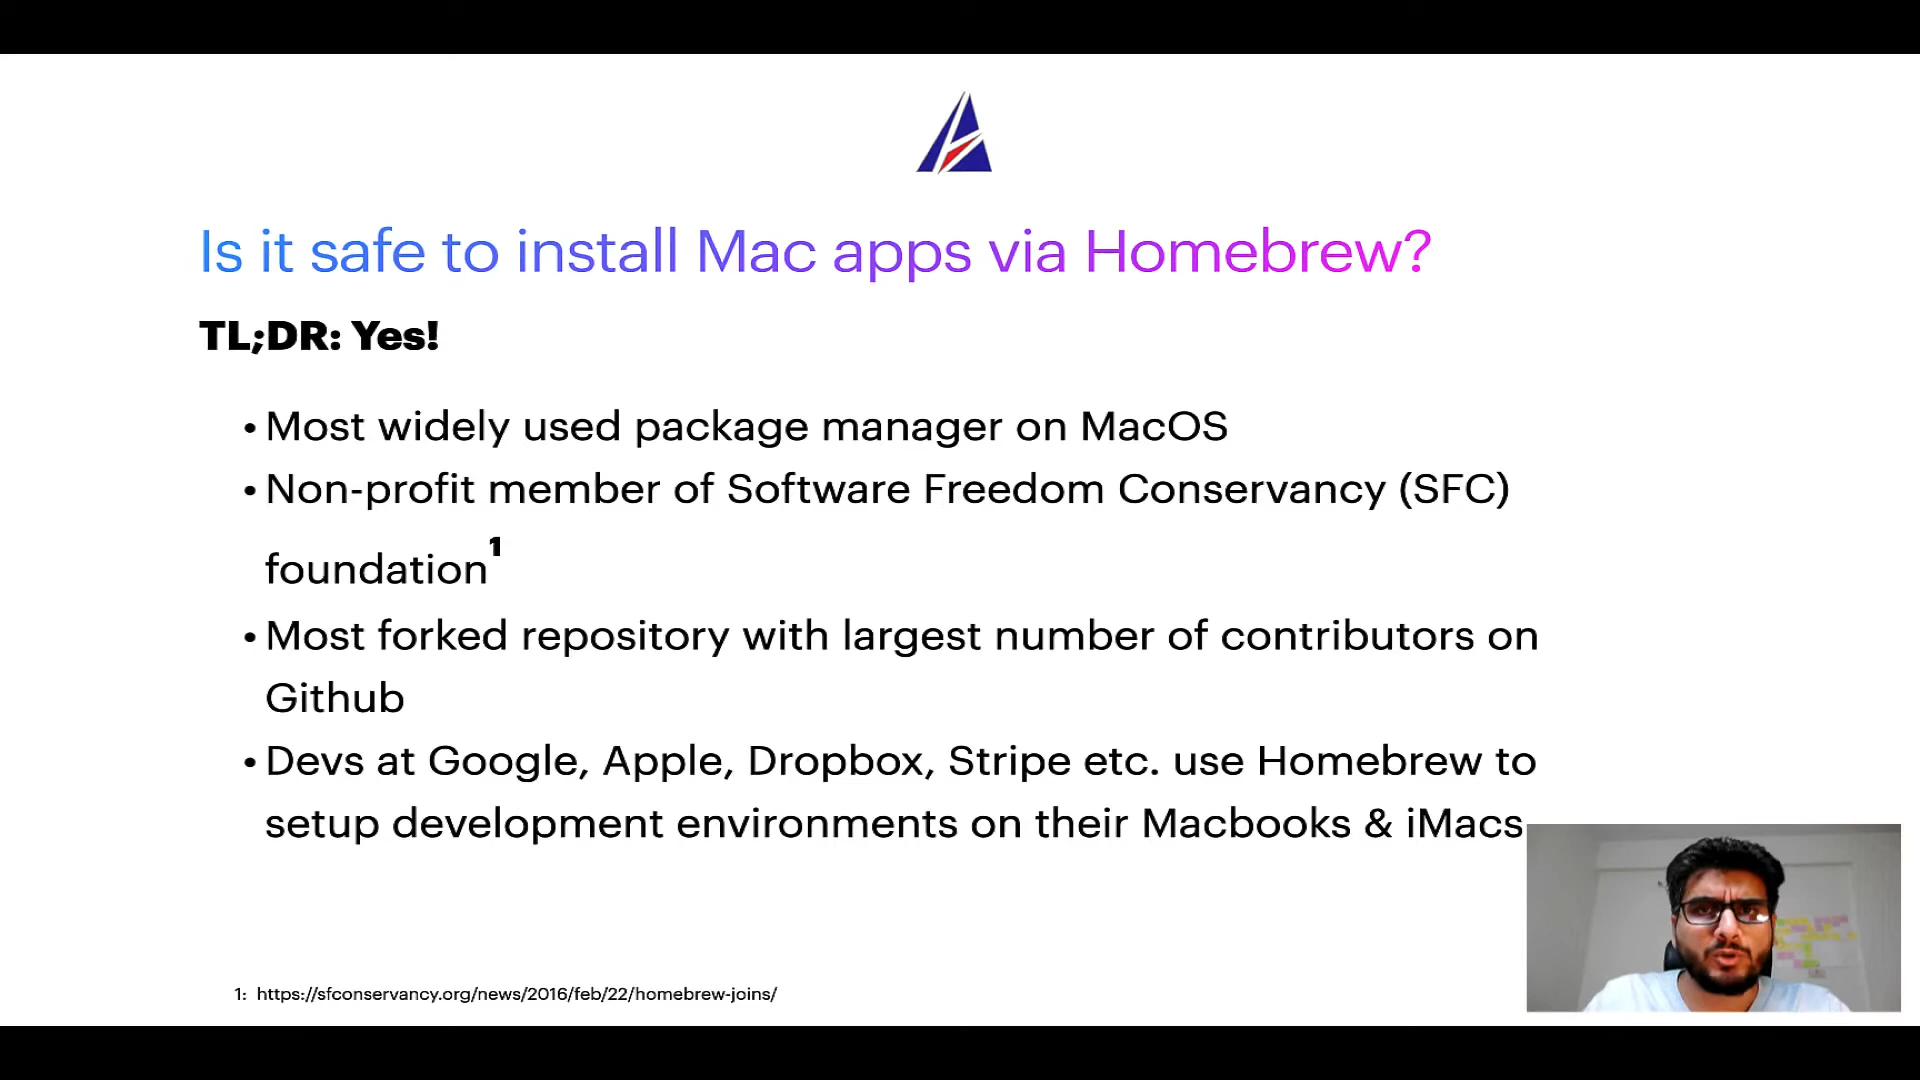 Is it safe to install Mac apps via Homebrew?
TL;DR: Yes!
• Most widely used package manager on MacOS
• Non-profit member of Software Freedom Conservancy (SFC)
foundation1
• Most forked repository with largest number of contributors on
Github
• Devs at Google, Apple, Dropbox, Stripe etc. use Homebrew to
setup development environments on their Macbooks & iMacs
1: https://sfconservancy.org/news/2016/feb/22/homebrew-joins/